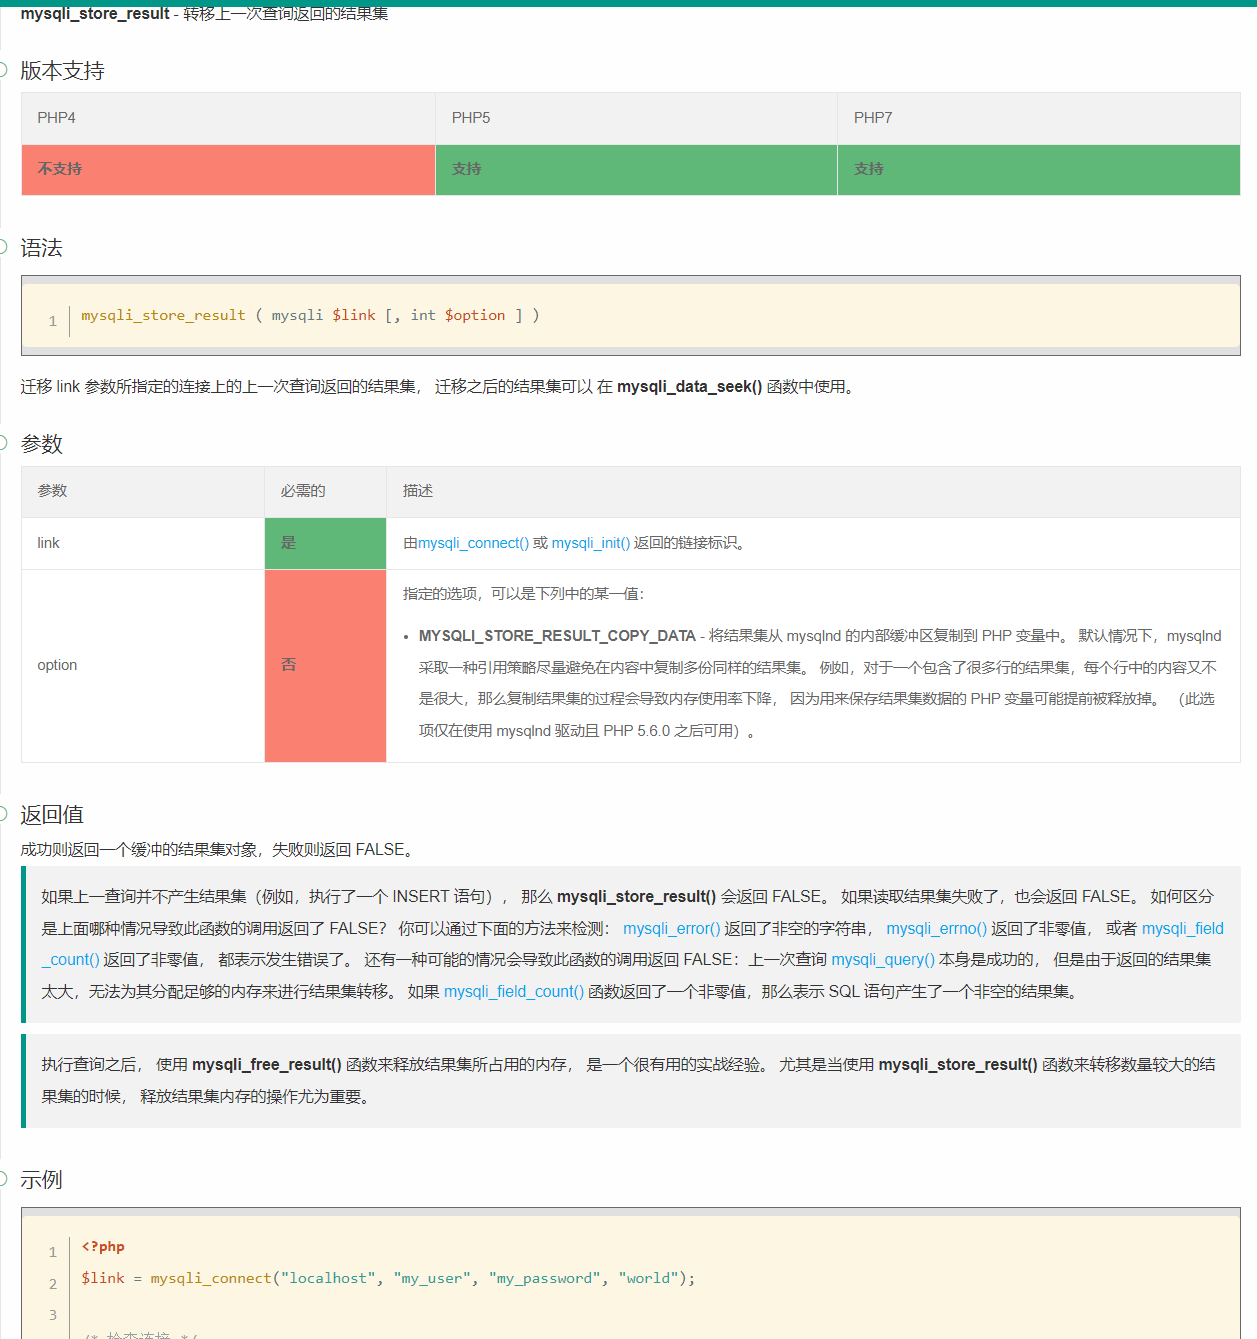 mysqli_store_result - 转移上一次查询返回的结果集
版本支持
PHP4 PHP5 PHP7
不支持 支持 支持
语法
1 mysqli_store_result ( mysqli $link [, int $option ] )
迁移 link 参数所指定的连接上的上一次查询返回的结果集， 迁移之后的结果集可以 在 mysqli_data_seek() 函数中使用。
参数
参数 必需的 描述
link 是 由mysqli_connect() 或 mysqli_init() 返回的链接标识。
指定的选项，可以是下列中的某一值：
• MYSQLI_STORE_RESULT_COPY_DATA - 将结果集从 mysqlnd 的内部缓冲区复制到 PHP 变量中。 默认情况下，mysqlnd
采取一种引用策略尽量避免在内容中复制多份同样的结果集。 例如，对于一个包含了很多行的结果集，每个行中的内容又不
option 否
是很大，那么复制结果集的过程会导致内存使用率下降， 因为用来保存结果集数据的 PHP 变量可能提前被释放掉。 （此选
项仅在使用 mysqlnd 驱动且 PHP 5.6.0 之后可用）。
返回值
成功则返回一个缓冲的结果集对象，失败则返回 FALSE。
如果上一查询并不产生结果集（例如，执行了一个 INSERT 语句）， 那么 mysqli_store_result() 会返回 FALSE。 如果读取结果集失败了，也会返回 FALSE。 如何区分
是上面哪种情况导致此函数的调用返回了 FALSE？ 你可以通过下面的方法来检测： mysqli_error() 返回了非空的字符串， mysqli_errno() 返回了非零值， 或者 mysqli_field
_count() 返回了非零值， 都表示发生错误了。 还有一种可能的情况会导致此函数的调用返回 FALSE：上一次查询 mysqli_query() 本身是成功的， 但是由于返回的结果集
太大，无法为其分配足够的内存来进行结果集转移。 如果 mysqli_field_count() 函数返回了一个非零值，那么表示 SQL 语句产生了一个非空的结果集。
执行查询之后， 使用 mysqli_free_result() 函数来释放结果集所占用的内存， 是一个很有用的实战经验。 尤其是当使用 mysqli_store_result() 函数来转移数量较大的结
果集的时候， 释放结果集内存的操作尤为重要。
示例
1 <?php
2 $link = mysqli_connect("localhost", "my_user", "my_password", "world");
3
/* 检查连接 */